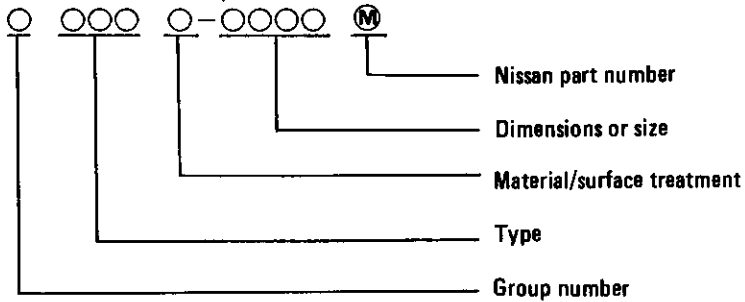 ○ ○○○ ○-○○○○ Ⓜ
Nissan part number
Dimensions or size
Material/surface treatment
Type
Group number